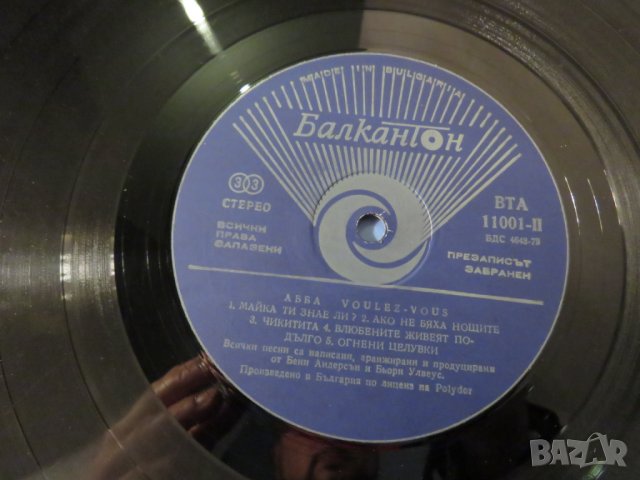 MADE IN BULGARIA
Балкантон
33
СТЕРЕО
ВСИЧКИ
ПРАВА
ЗАПАЗЕНИ
ВТА
11001-II
БДС 4648-79
ПРЕЗАПИСЪТ
ЗАБРАНЕН
АББА VOULEZ-VOUS
1. МАЙКА ТИ ЗНАЕ ЛИ? 2. АКО НЕ БЯХА НОЩИТЕ
3. ЧИКИТИТА 4. ВЛЮБЕНИТЕ ЖИВЕЯТ ПО-
ДЪЛГО 5. ОГНЕНИ ЦЕЛУВКИ
Всички песни са написани, аранжирани и продуцирани
от Бени Андерсън и Бьорн Улвеус.
Произведено в България по лиценз на Polydor
BAZAR
.bg